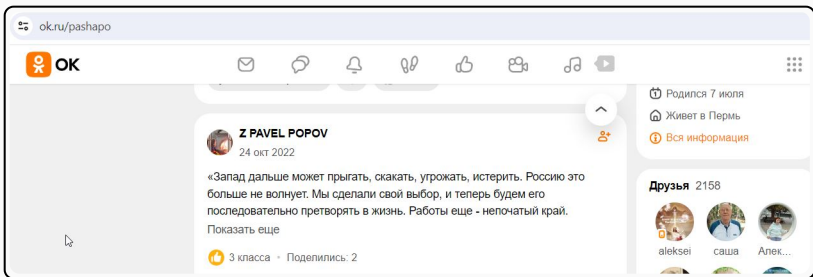 ok.ru/pashapo
OK
Родился 7 июля
Живет в Пермь
Вся информация
Z PAVEL POPOV
24 окт 2022
«Запад дальше может прыгать, скакать, угрожать, истерить. Россию это
больше не волнует. Мы сделали свой выбор, и теперь будем его
последовательно претворять в жизнь. Работы еще - непочатый край.
Показать еще
3 класса • Поделились: 2
Друзья 2158
aleksei саша Алек...